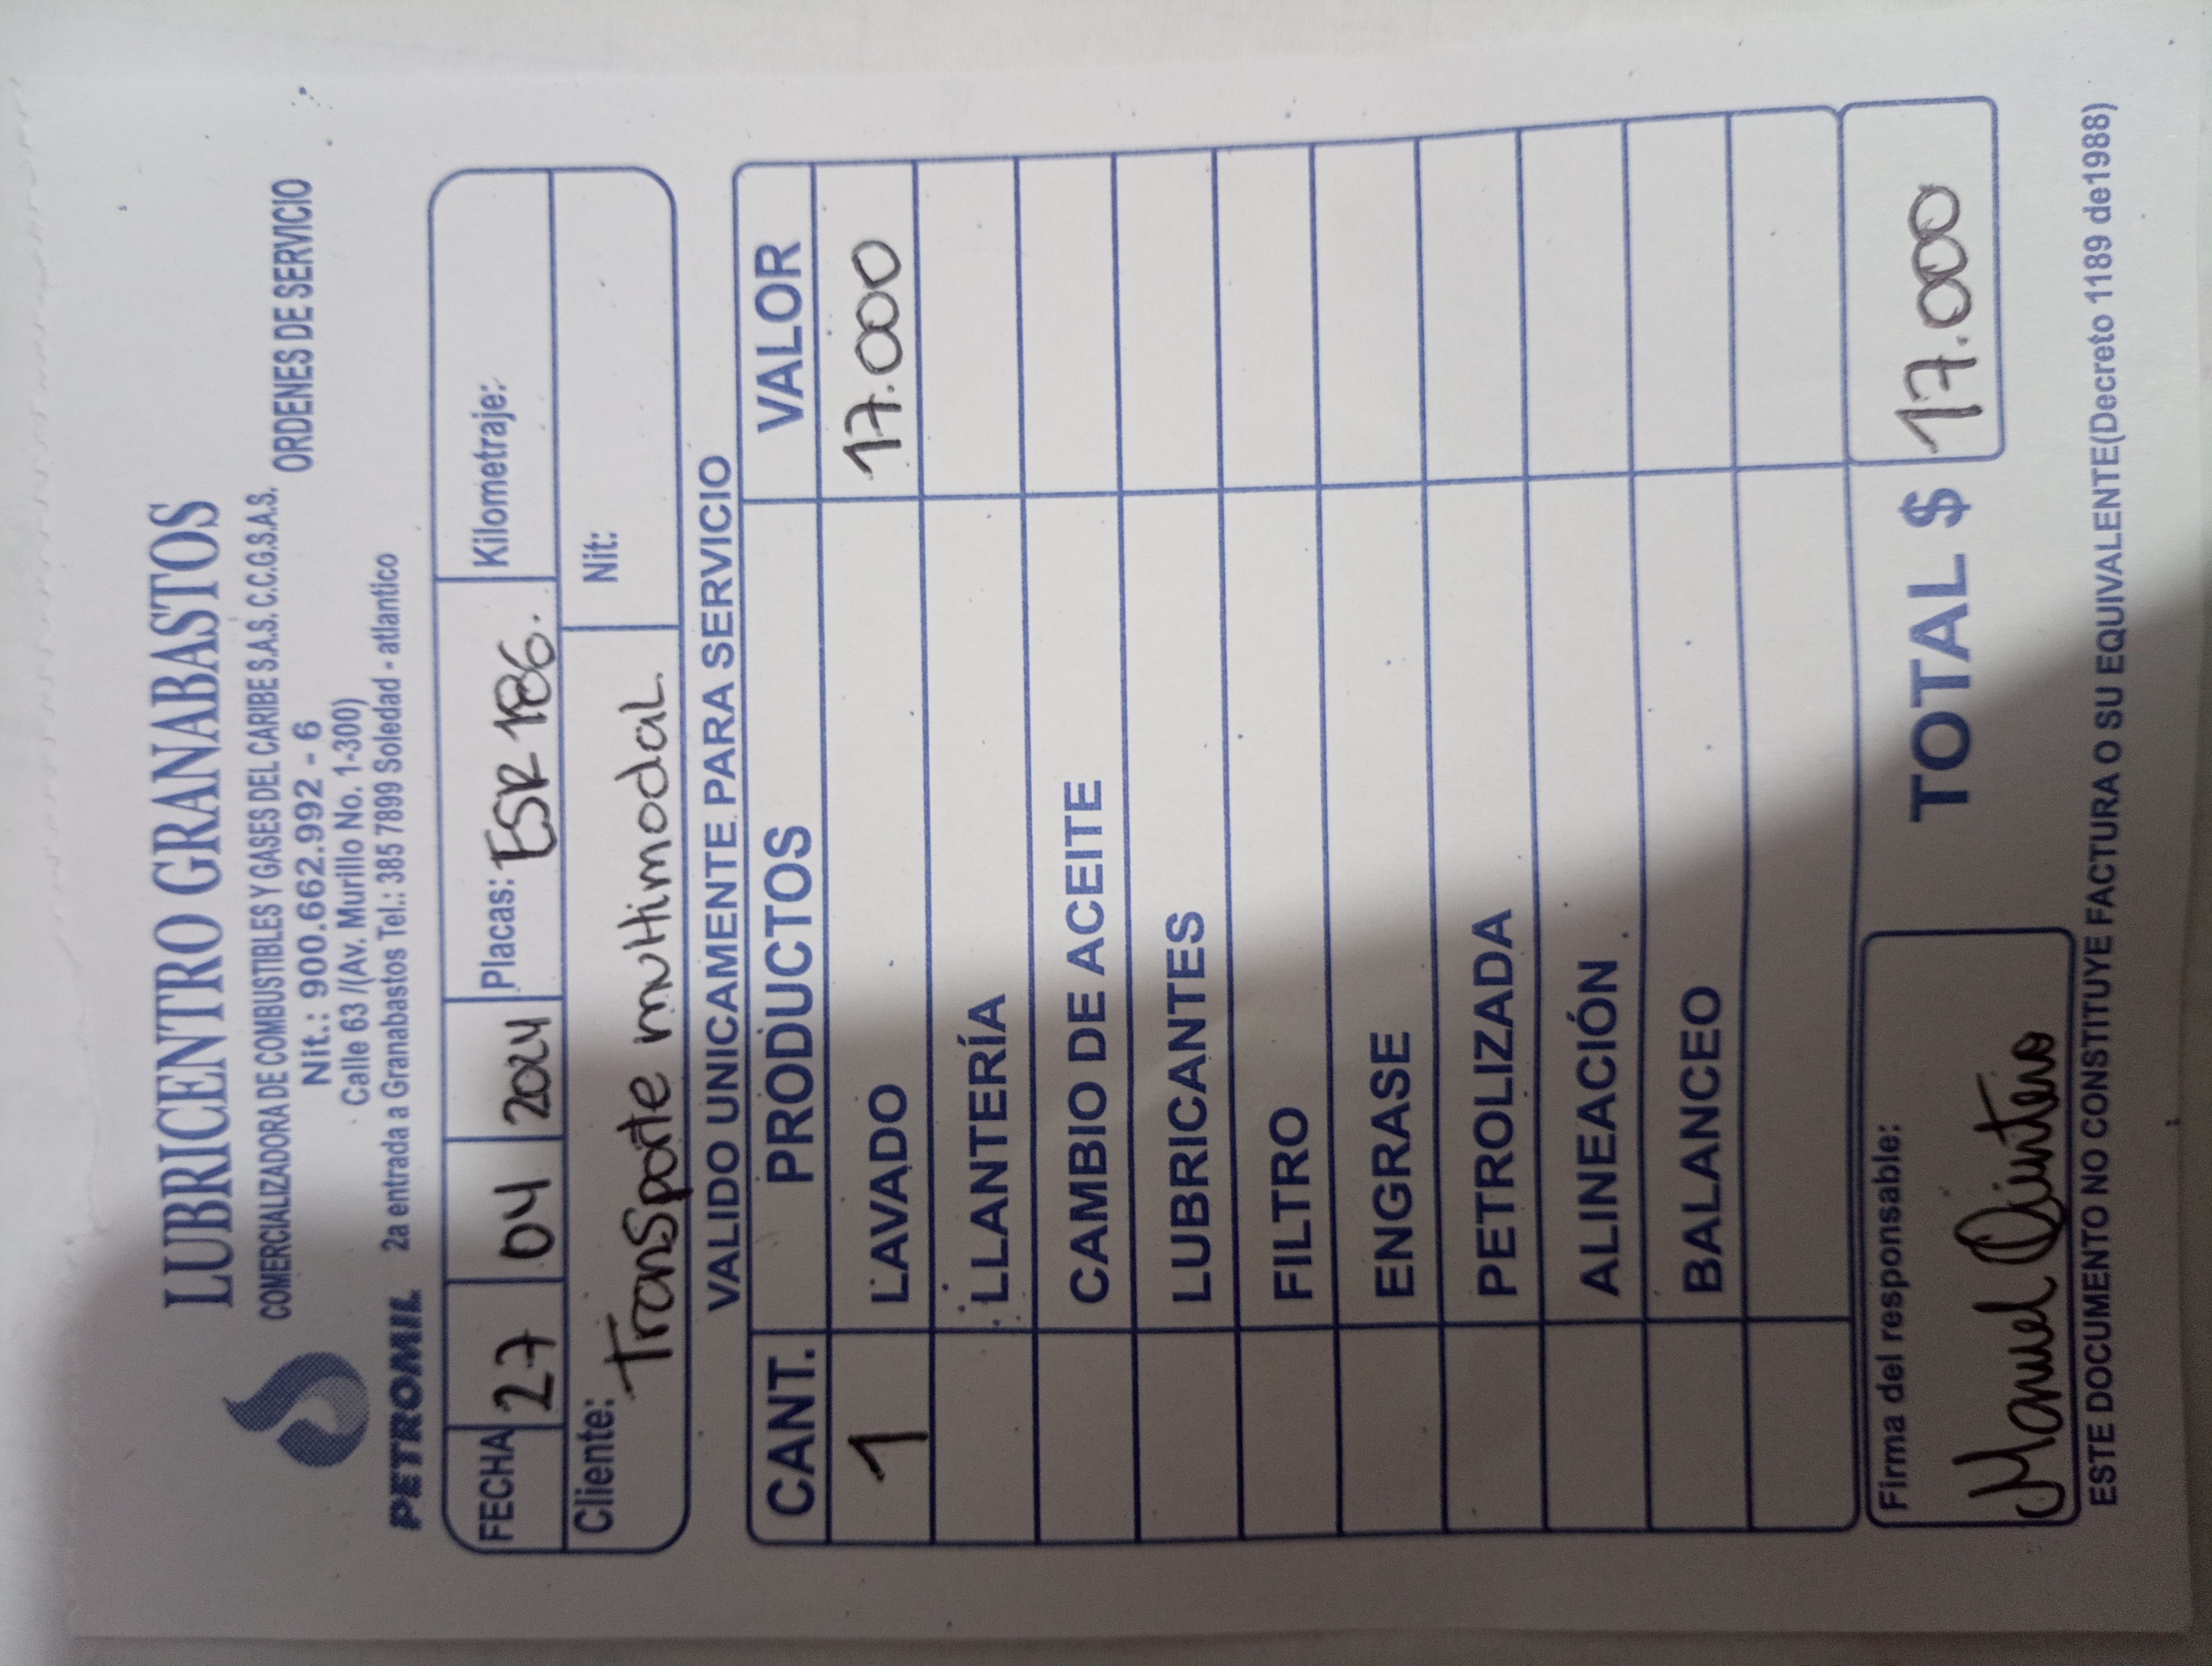 LUBRICENTRO GRANABASTOS
COMERCIALIZADORA DE COMBUSTIBLES Y GASES DEL CARIBE S.A.S. C.C.G.S.A.S.
Nit.: 900.662.992 - 6
ORDENES DE SERVICIO
Calle 63 /(Av. Murillo No. 1-300)
PETROMIL 2a entrada a Granabastos Tel.: 385 7899 Soledad - atlantico
FECHA 27 04 2024 Placas: ESR 186. Kilometraje:
Cliente: Transporte multimodal Nit:
VALIDO UNICAMENTE PARA SERVICIO
CANT. PRODUCTOS VALOR
1 LAVADO 17.000
LLANTERÍA
CAMBIO DE ACEITE
LUBRICANTES
FILTRO
ENGRASE
PETROLIZADA
ALINEACIÓN
BALANCEO
Firma del responsable:
Manuel Quintero
TOTAL $ 17.000
ESTE DOCUMENTO NO CONSTITUYE FACTURA O SU EQUIVALENTE(Decreto 1189 de1988)